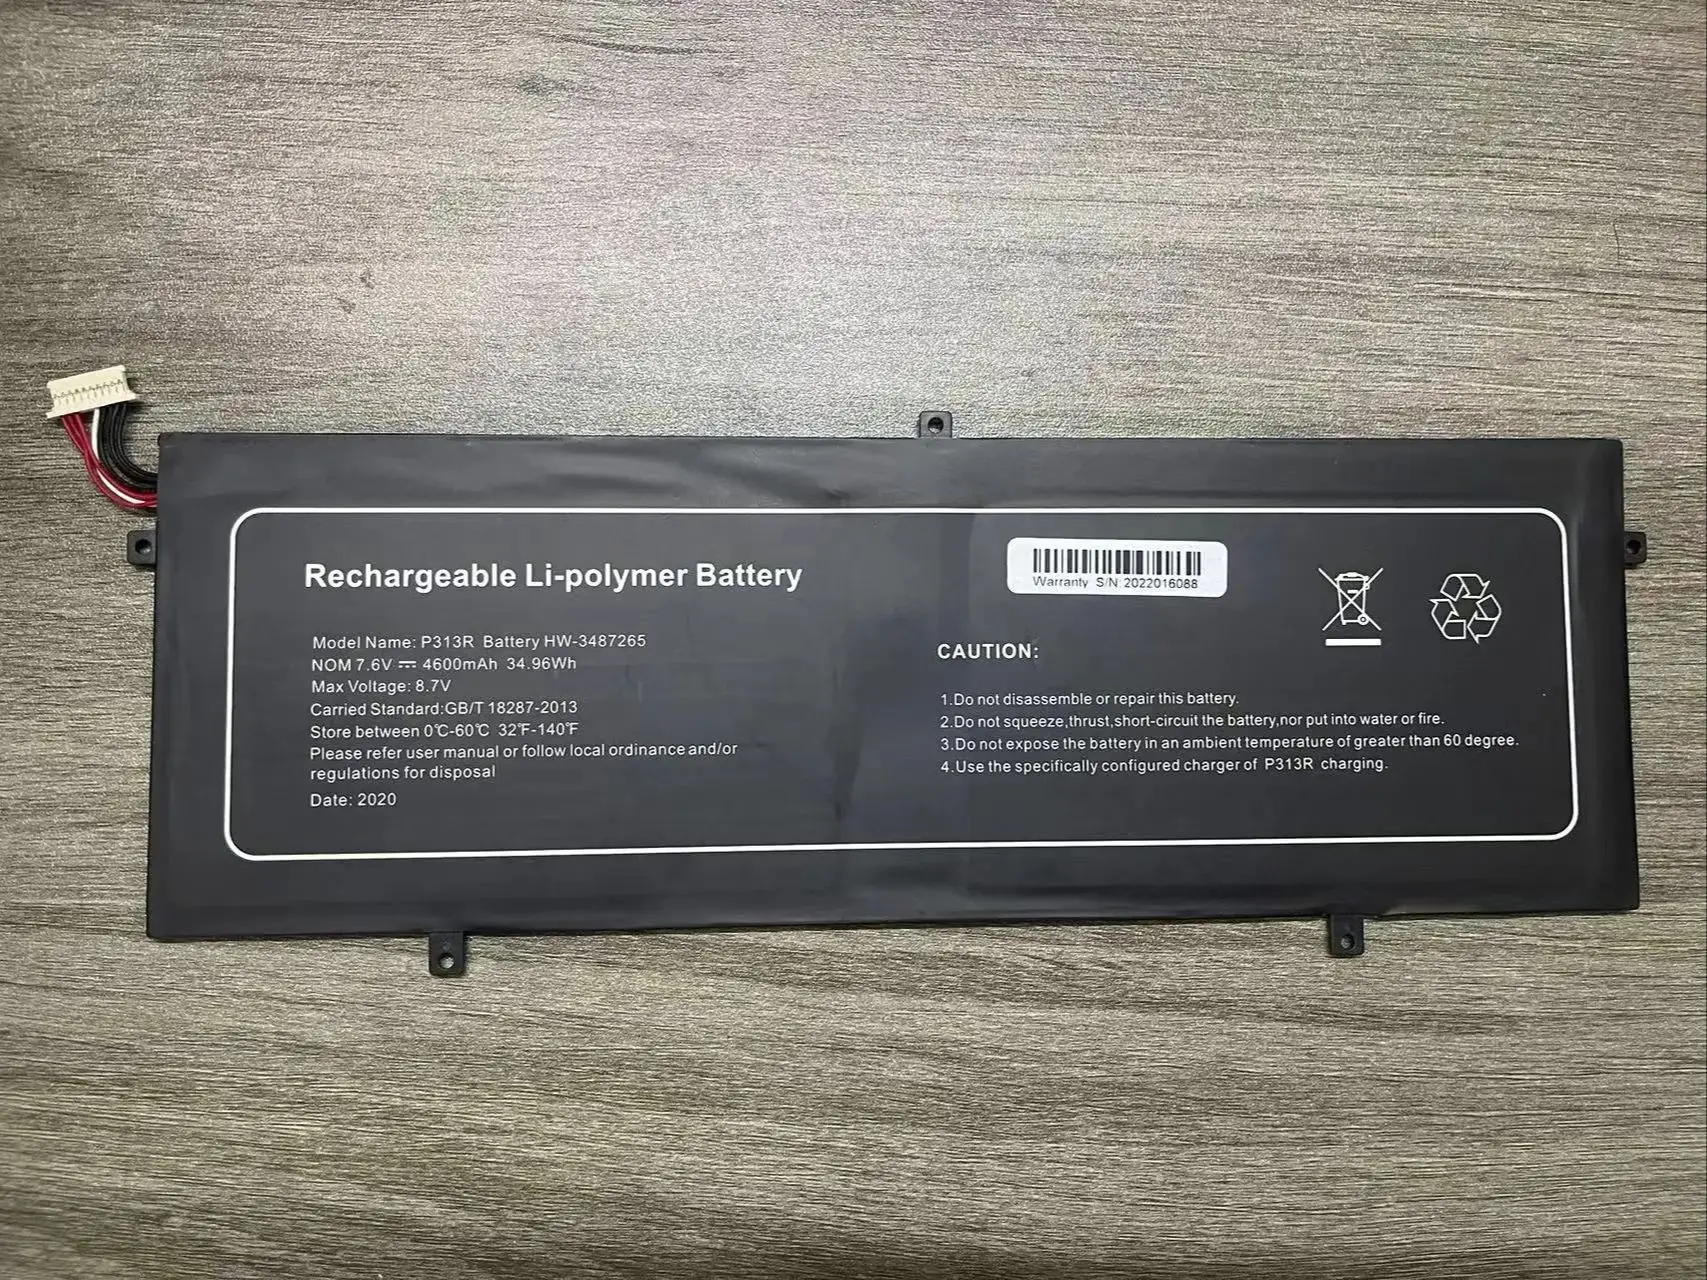 Rechargeable Li-polymer Battery
Model Name: P313R Battery HW-3487265
NOM 7.6V ⎓ 4600mAh 34.96Wh
Max Voltage: 8.7V
Carried Standard:GB/T 18287-2013
Store between 0℃-60℃ 32℉-140℉
Please refer user manual or follow local ordinance and/or
regulations for disposal
Date: 2020
Warranty S/N 2022016088
CAUTION:
1.Do not disassemble or repair this battery.
2.Do not squeeze,thrust,short-circuit the battery,nor put into water or fire.
3.Do not expose the battery in an ambient temperature of greater than 60 degree.
4.Use the specifically configured charger of P313R charging.